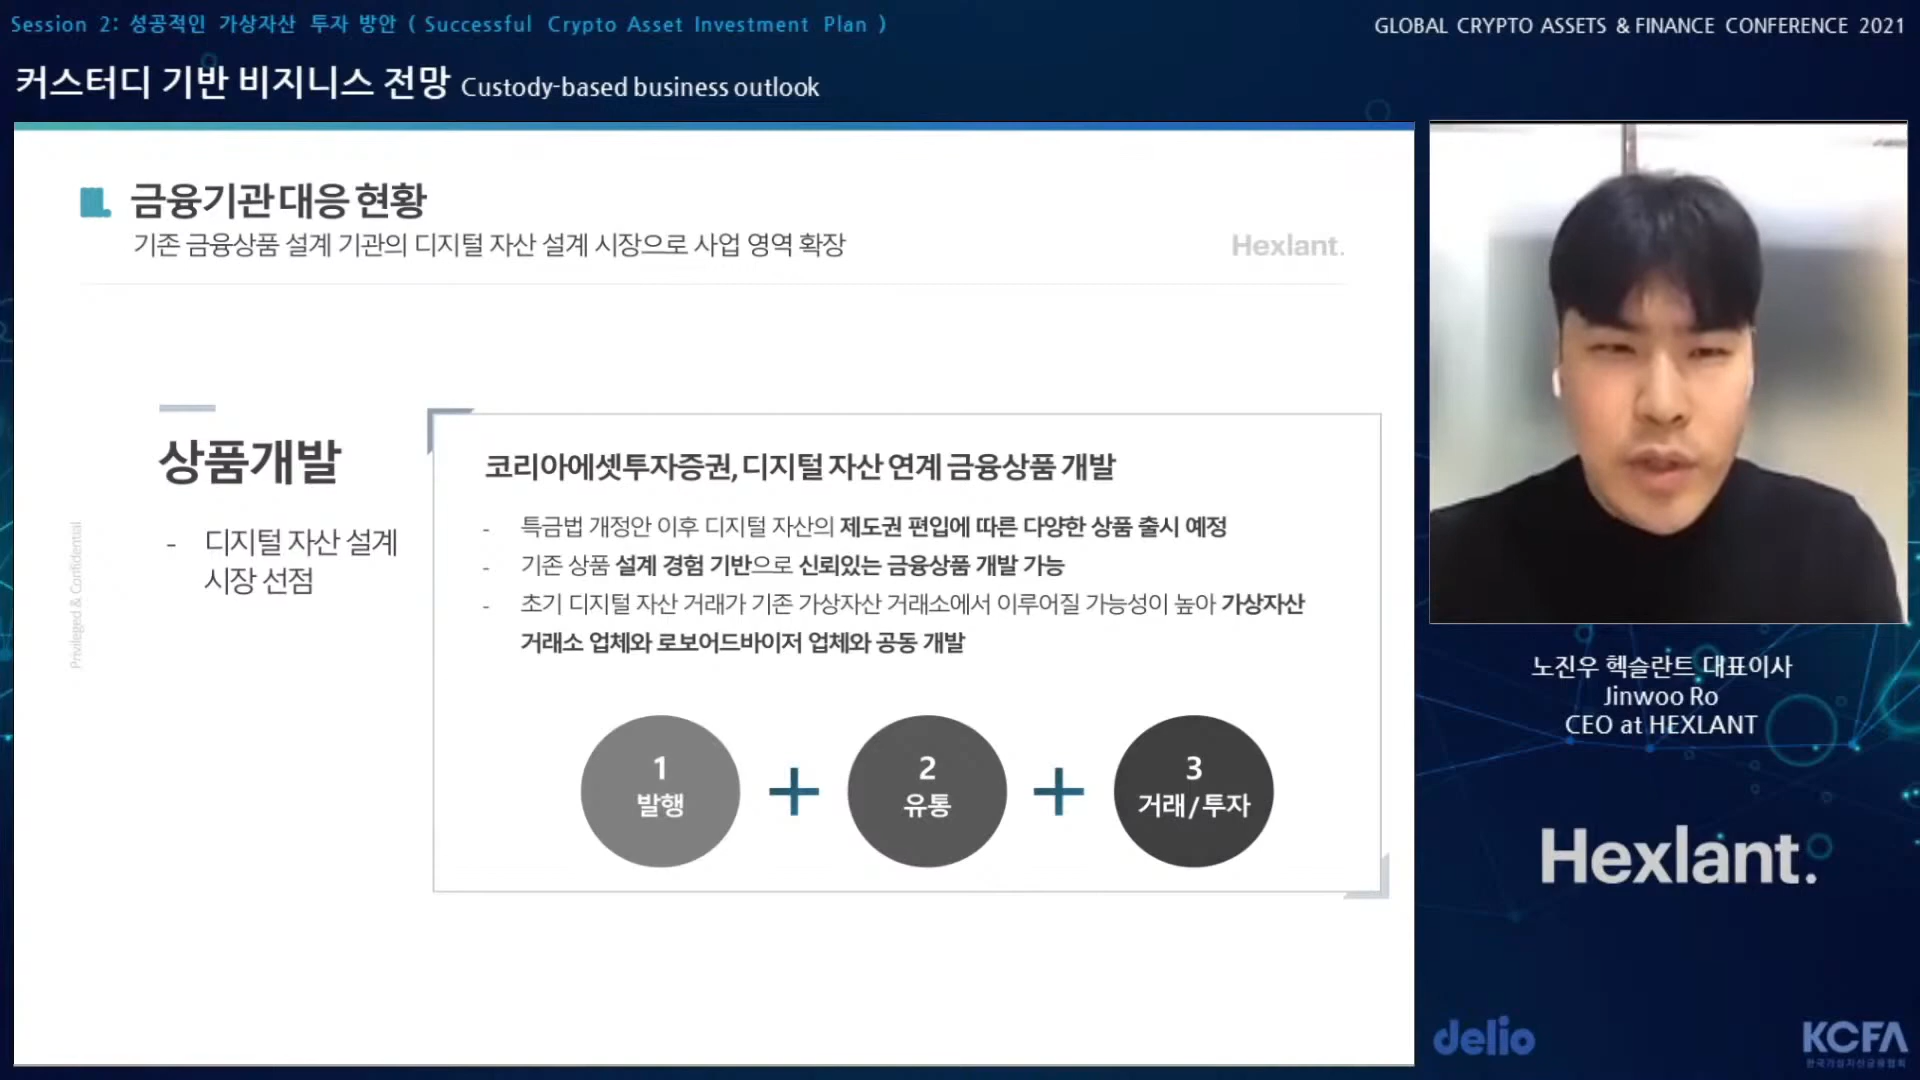 Session 2: 성공적인 가상자산 투자 방안 ( Successful Crypto Asset Investment Plan )
GLOBAL CRYPTO ASSETS & FINANCE CONFERENCE 2021
커스터디 기반 비지니스 전망 Custody-based business outlook
금융기관 대응 현황
기존 금융상품 설계 기관의 디지털 자산 설계 시장으로 사업 영역 확장
Hexlant.
상품개발
- 디지털 자산 설계
시장 선점
Privileged & Confidential
코리아에셋투자증권, 디지털 자산 연계 금융상품 개발
- 특금법 개정안 이후 디지털 자산의 제도권 편입에 따른 다양한 상품 출시 예정
- 기존 상품 설계 경험 기반으로 신뢰있는 금융상품 개발 가능
- 초기 디지털 자산 거래가 기존 가상자산 거래소에서 이루어질 가능성이 높아 가상자산
거래소 업체와 로보어드바이저 업체와 공동 개발
1
발행
+
2
유통
+
3
거래/투자
노진우 헥슬란트 대표이사
Jinwoo Ro
CEO at HEXLANT
Hexlant.
delio
KCFA
한국가상자산금융협회